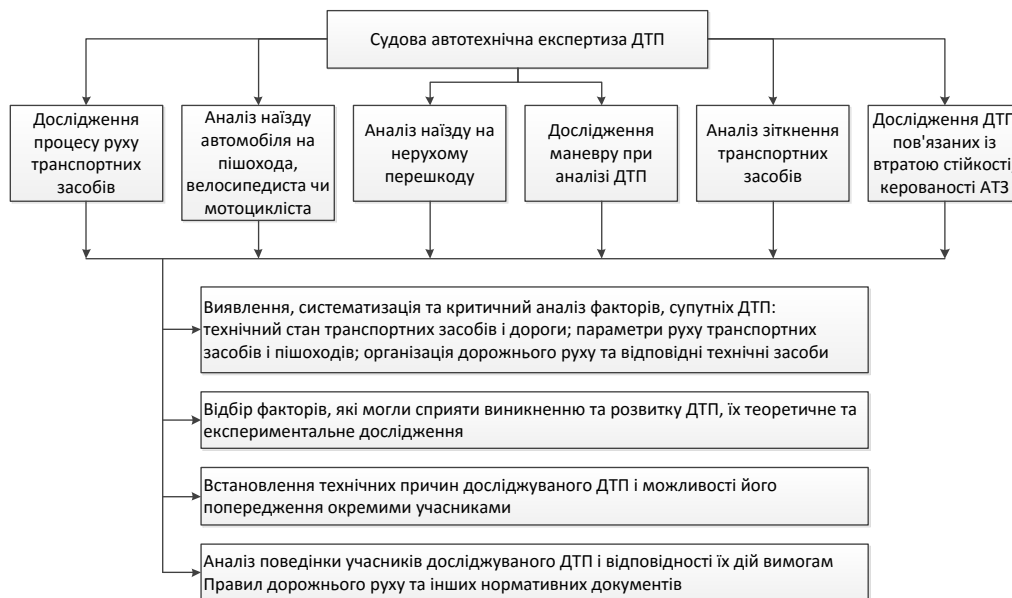 Судова автотехнічна експертиза ДТП
Дослідження
процесу руху
транспортних
засобів
Аналіз наїзду
автомобіля на
пішохода,
велосипедиста чи
мотоцикліста
Аналіз наїзду на
нерухому
перешкоду
Дослідження
маневру при
аналізі ДТП
Аналіз зіткнення
транспортних
засобів
Дослідження ДТП,
пов'язаних із
втратою стійкості,
керованості АТЗ
Виявлення, систематизація та критичний аналіз факторів, супутніх ДТП:
технічний стан транспортних засобів і дороги; параметри руху транспортних
засобів і пішоходів; організація дорожнього руху та відповідні технічні засоби
Відбір факторів, які могли сприяти виникненню та розвитку ДТП, їх теоретичне та
експериментальне дослідження
Встановлення технічних причин досліджуваного ДТП і можливості його
попередження окремими учасниками
Аналіз поведінки учасників досліджуваного ДТП і відповідності їх дій вимогам
Правил дорожнього руху та інших нормативних документів